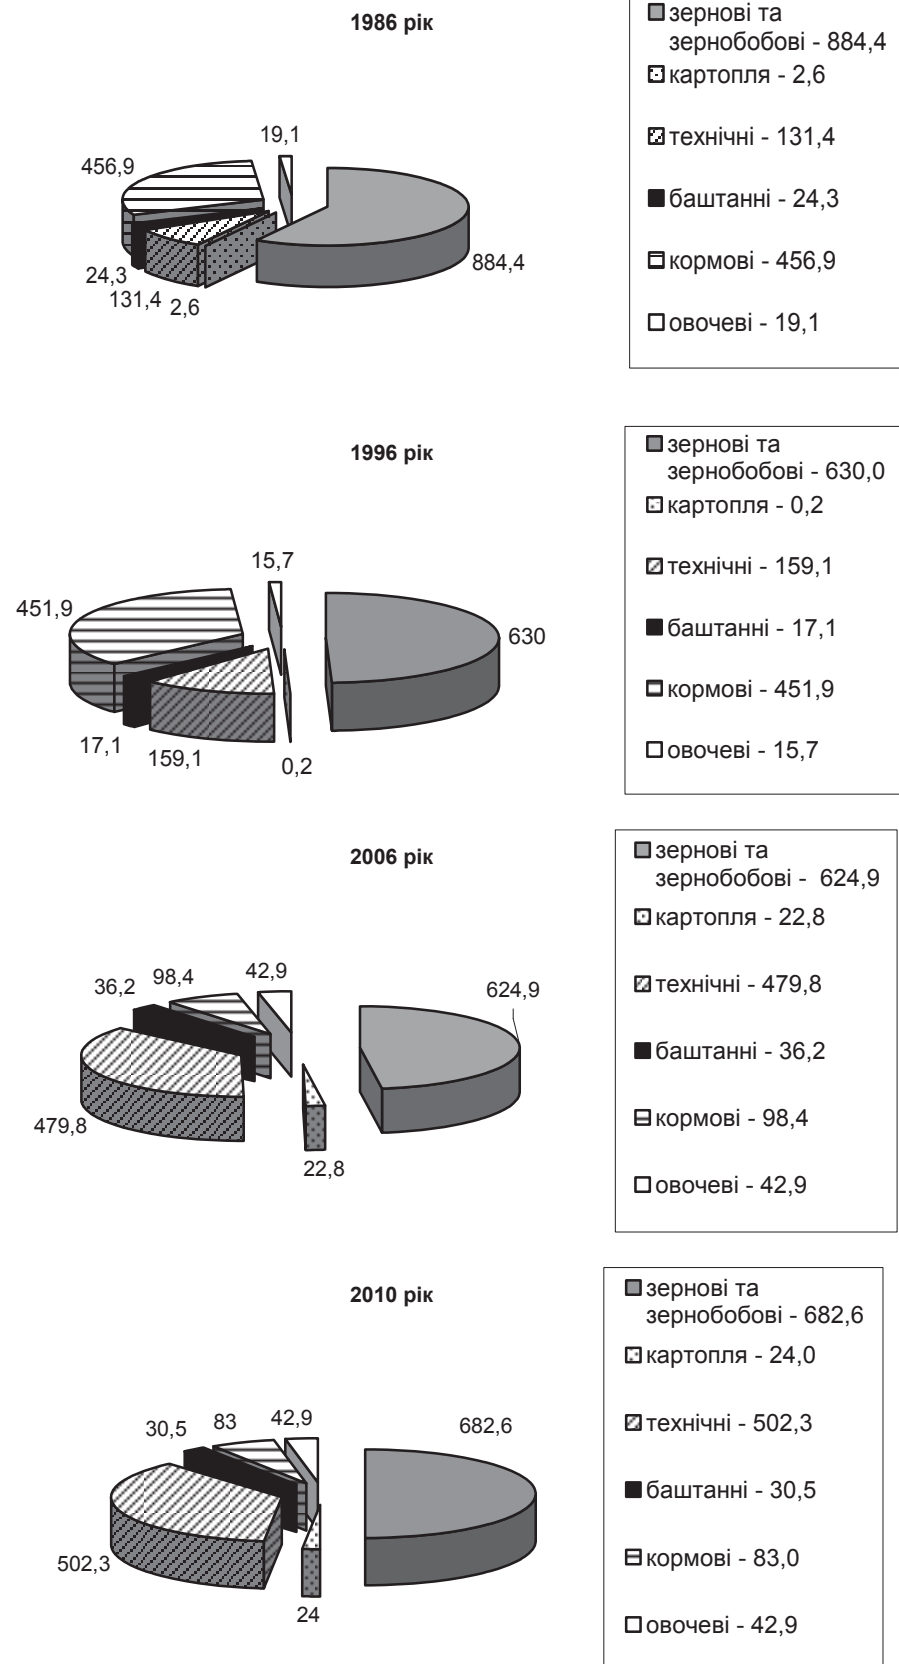 1986 рік
19,1
456,9
884,4
24,3
131,4
2,6
зернові та
зернобобові - 884,4
картопля - 2,6
технічні - 131,4
баштанні - 24,3
кормові - 456,9
овочеві - 19,1
1996 рік
15,7
451,9
630
17,1
159,1
0,2
зернові та
зернобобові - 630,0
картопля - 0,2
технічні - 159,1
баштанні - 17,1
кормові - 451,9
овочеві - 15,7
2006 рік
42,9
98,4
36,2
624,9
479,8
22,8
зернові та
зернобобові - 624,9
картопля - 22,8
технічні - 479,8
баштанні - 36,2
кормові - 98,4
овочеві - 42,9
2010 рік
42,9
83
30,5
682,6
502,3
24
зернові та
зернобобові - 682,6
картопля - 24,0
технічні - 502,3
баштанні - 30,5
кормові - 83,0
овочеві - 42,9